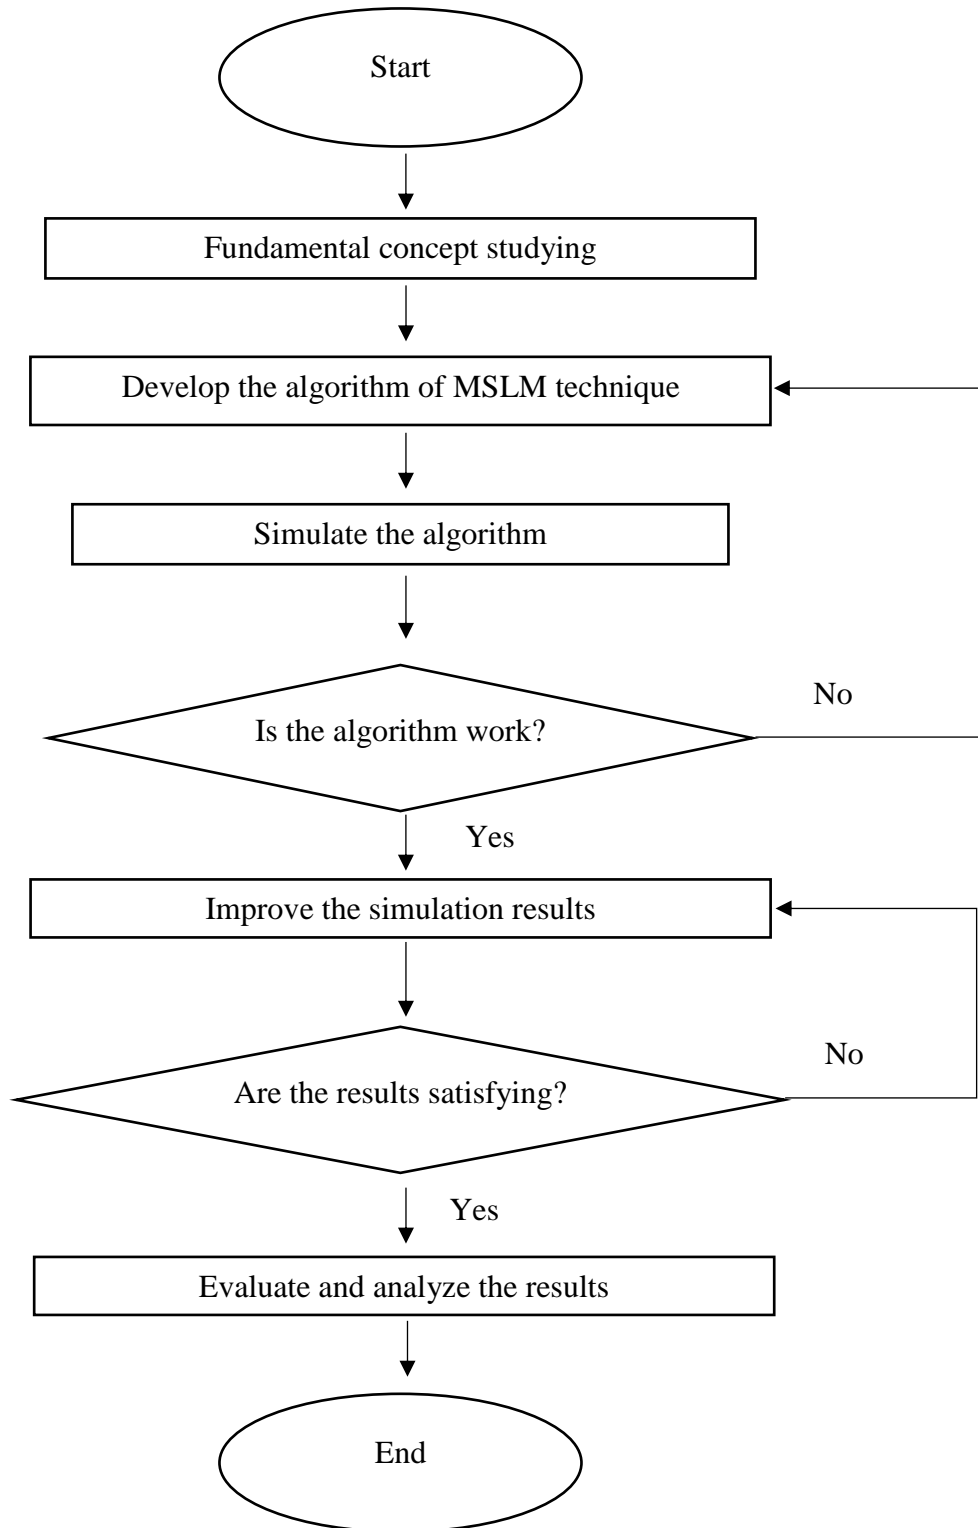 Start
Fundamental concept studying
Develop the algorithm of MSLM technique
Simulate the algorithm
No
Is the algorithm work?
Yes
Improve the simulation results
No
Are the results satisfying?
Yes
Evaluate and analyze the results
End